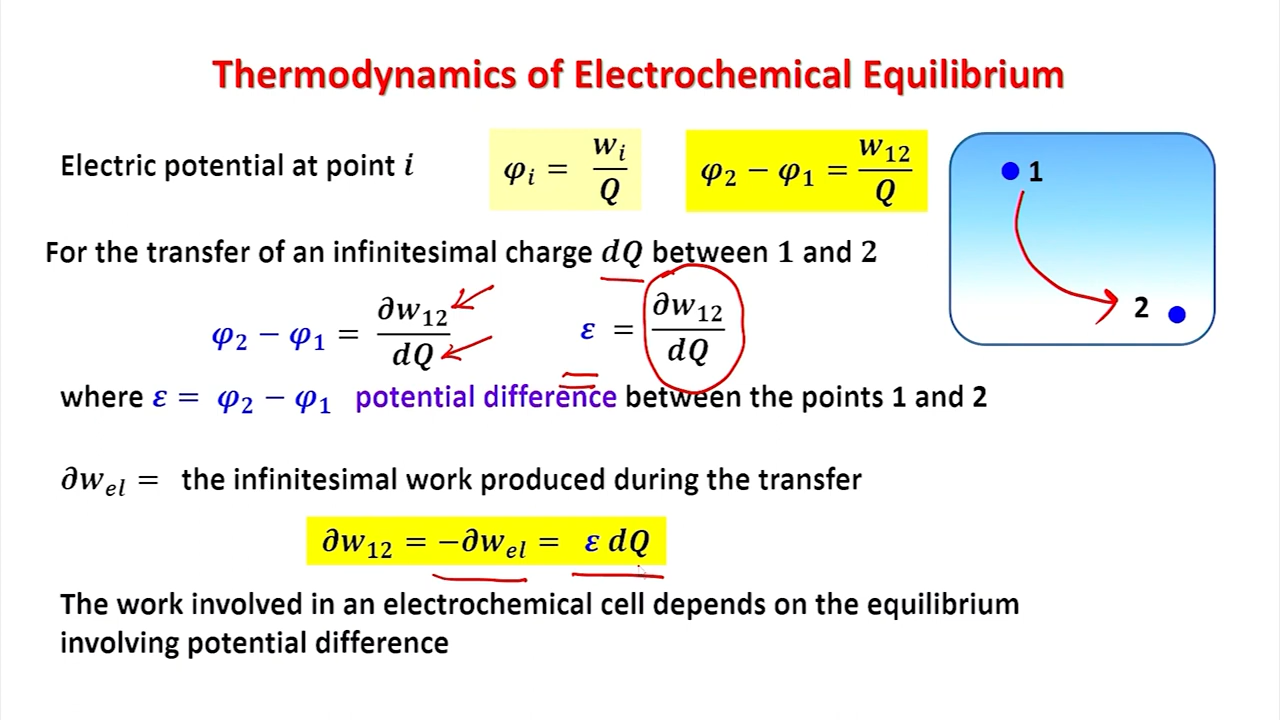 Thermodynamics of Electrochemical Equilibrium
Electric potential at point i φᵢ = wᵢ/Q φ₂ − φ₁ = w₁₂/Q
1
For the transfer of an infinitesimal charge dQ between 1 and 2
φ₂ − φ₁ = ∂w₁₂/dQ ε = ∂w₁₂/dQ
2
where ε = φ₂ − φ₁ potential difference between the points 1 and 2
∂wₑₗ = the infinitesimal work produced during the transfer
∂w₁₂ = −∂wₑₗ = ε dQ
The work involved in an electrochemical cell depends on the equilibrium
involving potential difference